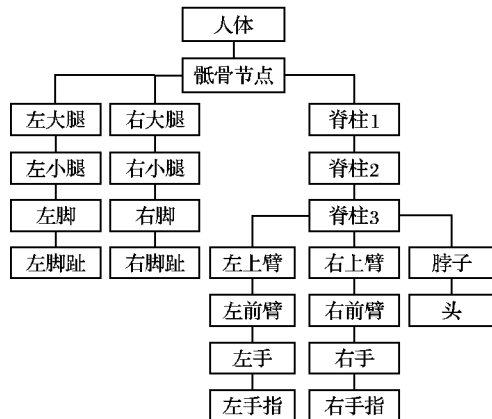 人体
骶骨节点
左大腿 右大腿 脊柱1
左小腿 右小腿 脊柱2
左脚 右脚 脊柱3
左脚趾 右脚趾 左上臂 右上臂 脖子
左前臂 右前臂 头
左手 右手
左手指 右手指